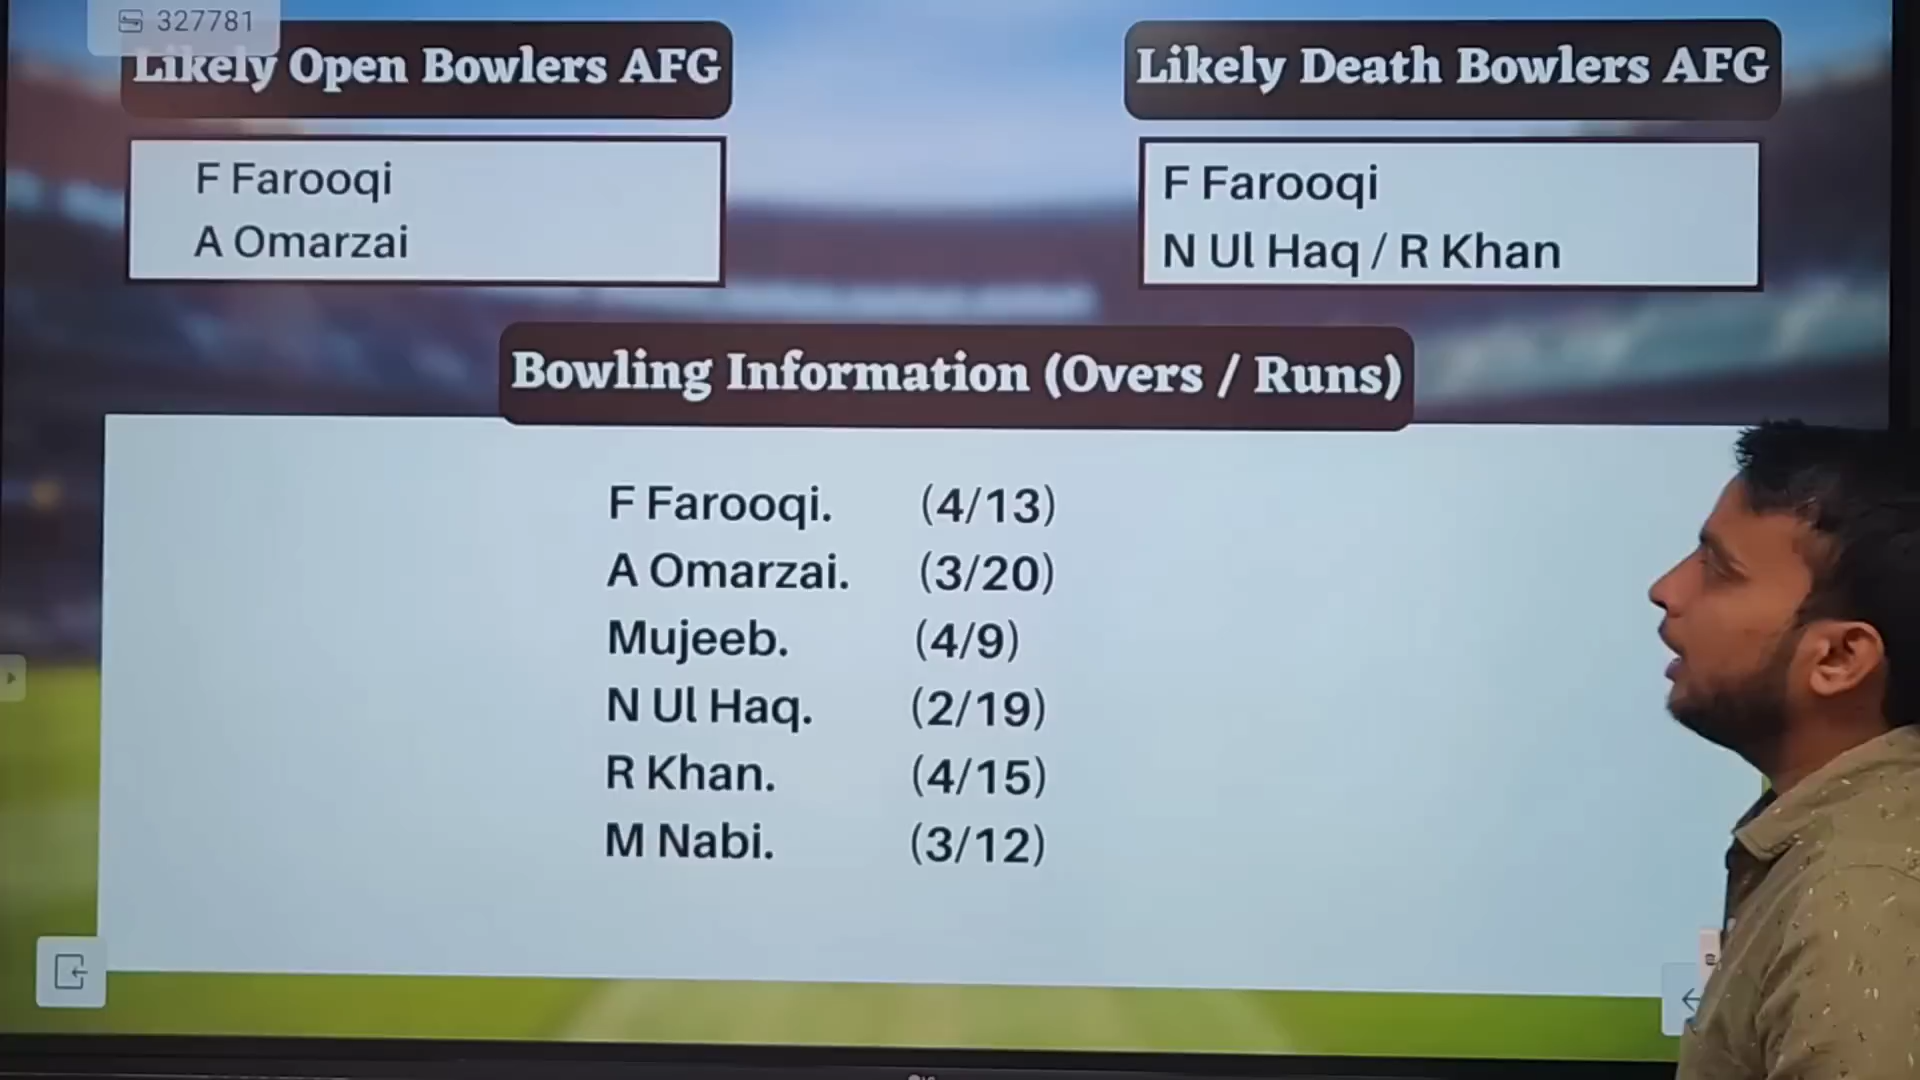 327781
Likely Open Bowlers AFG
Likely Death Bowlers AFG
F Farooqi
A Omarzai
F Farooqi
N Ul Haq / R Khan
Bowling Information (Overs / Runs)
F Farooqi. (4/13)
A Omarzai. (3/20)
Mujeeb. (4/9)
N Ul Haq. (2/19)
R Khan. (4/15)
M Nabi. (3/12)